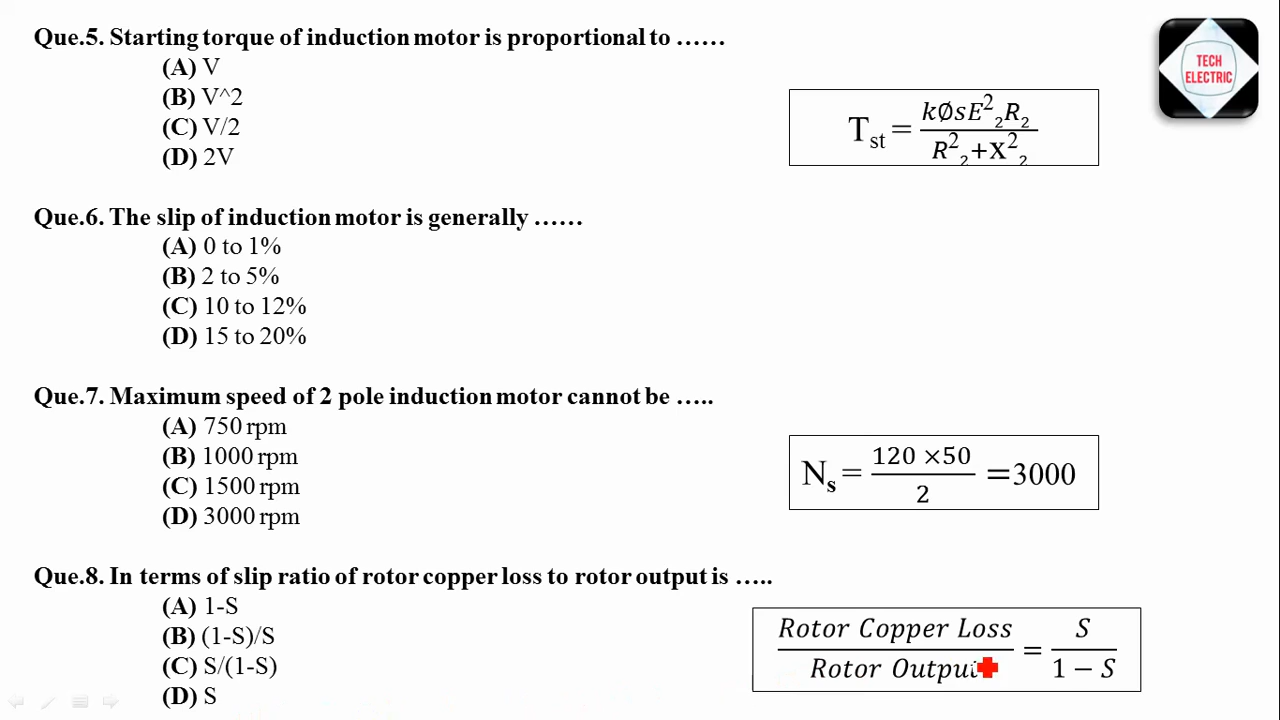 Que.5. Starting torque of induction motor is proportional to ......
(A) V
(B) V^2
(C) V/2
(D) 2V
TECH
ELECTRIC
T_st = k∅sE²₂R₂ / R²₂+X²₂
Que.6. The slip of induction motor is generally ......
(A) 0 to 1%
(B) 2 to 5%
(C) 10 to 12%
(D) 15 to 20%
Que.7. Maximum speed of 2 pole induction motor cannot be .....
(A) 750 rpm
(B) 1000 rpm
(C) 1500 rpm
(D) 3000 rpm
N_s = 120 ×50 / 2 =3000
Que.8. In terms of slip ratio of rotor copper loss to rotor output is .....
(A) 1-S
(B) (1-S)/S
(C) S/(1-S)
(D) S
Rotor Copper Loss / Rotor Output = S / 1 − S